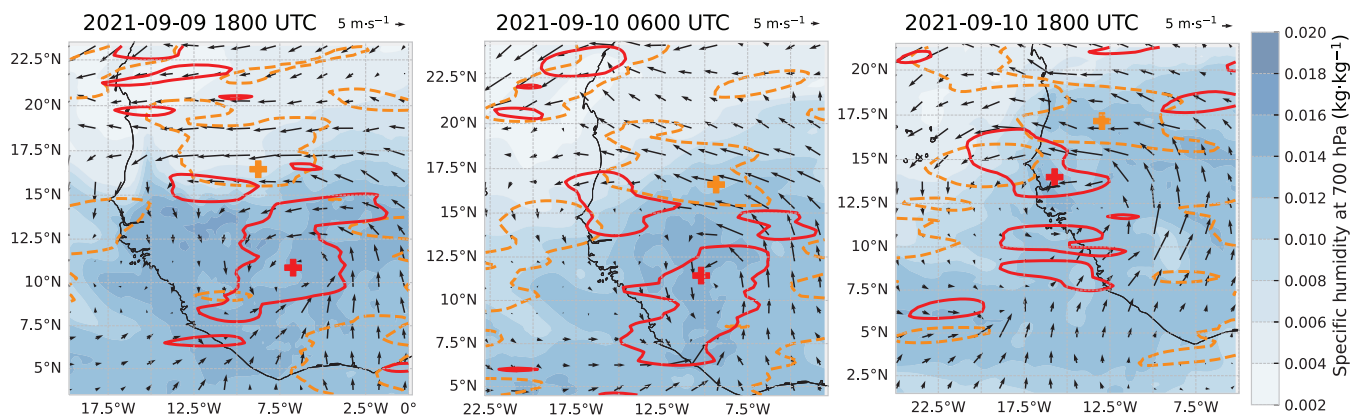 2021-09-09 1800 UTC 5 m·s⁻¹
22.5°N
20°N
17.5°N
15°N
12.5°N
10°N
7.5°N
5°N
17.5°W 12.5°W 7.5°W 2.5°W 0°
2021-09-10 0600 UTC 5 m·s⁻¹
22.5°N
20°N
17.5°N
15°N
12.5°N
10°N
7.5°N
5°N
22.5°W 17.5°W 12.5°W 7.5°W
2021-09-10 1800 UTC 5 m·s⁻¹
20°N
17.5°N
15°N
12.5°N
10°N
7.5°N
5°N
2.5°N
22.5°W 17.5°W 12.5°W 7.5°W
0.020
0.018
0.016
0.014
0.012
0.010
0.008
0.006
0.004
0.002
Specific humidity at 700 hPa (kg·kg⁻¹)